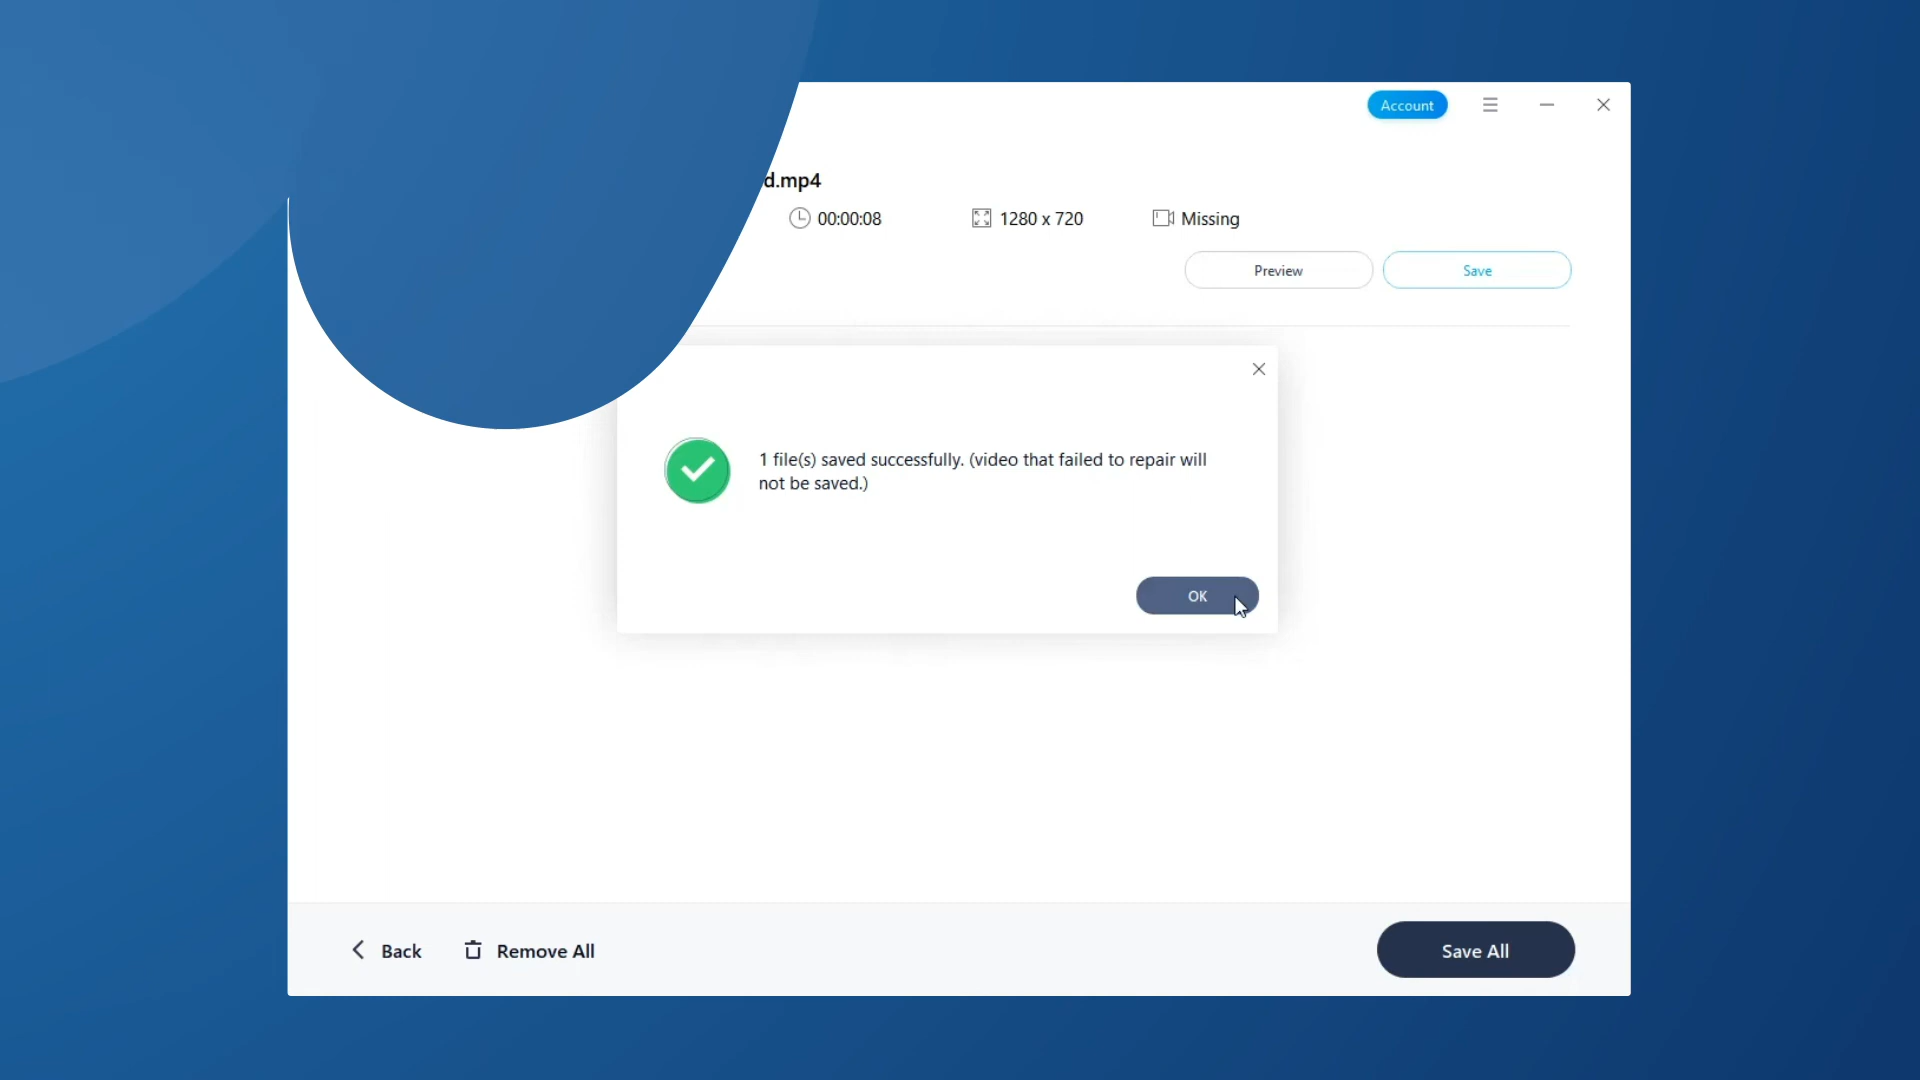 Account
d.mp4
00:00:08
1280 x 720
Missing
Preview
Save
1 file(s) saved successfully. (video that failed to repair will
not be saved.)
OK
Back
Remove All
Save All